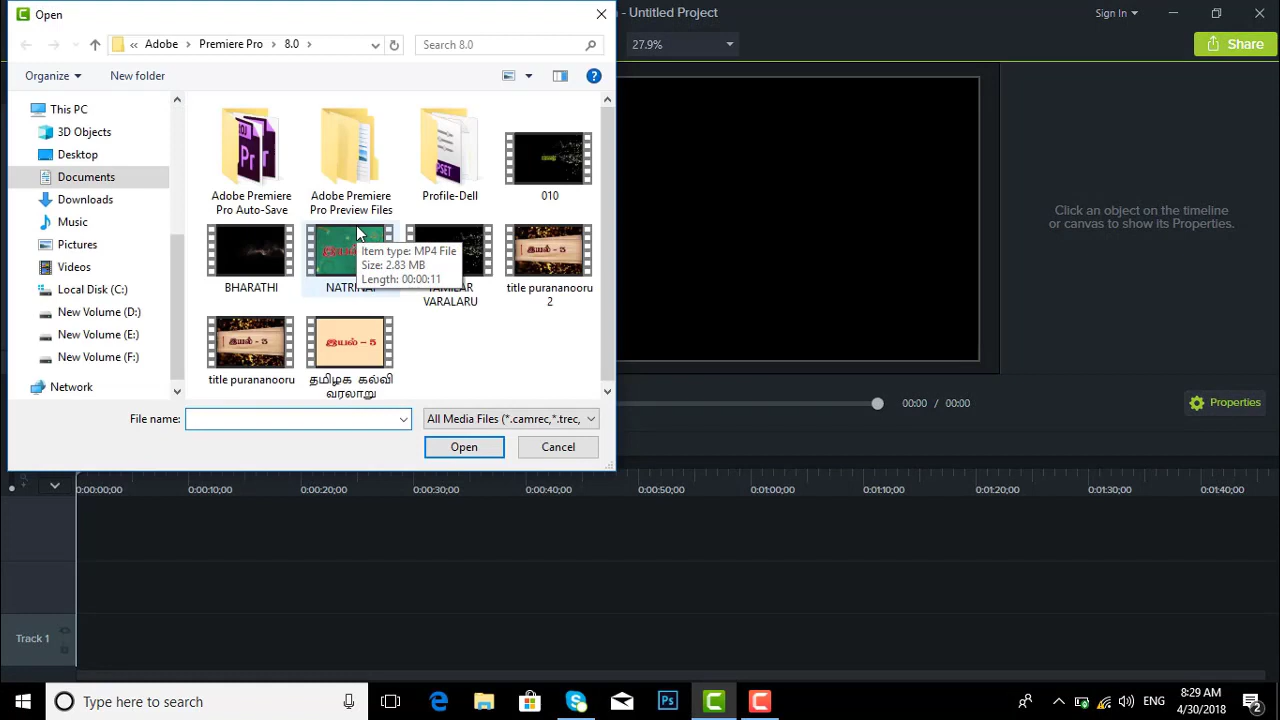 Open
- Untitled Project
Sign In
« Adobe > Premiere Pro > 8.0 >
Search 8.0
27.9%
Share
Organize
New folder
This PC
3D Objects
Desktop
Documents
Downloads
Music
Pictures
Videos
Local Disk (C:)
New Volume (D:)
New Volume (E:)
New Volume (F:)
Network
Adobe Premiere
Pro Auto-Save
Adobe Premiere
Pro Preview Files
Profile-Dell
010
BHARATHI
Item type: MP4 File
Size: 2.83 MB
Length: 00:00:11
VARALARU
title purananooru
2
இயல் – 5
title purananooru
இயல் – 5
தமிழக கல்வி
வரலாறு
Click an object on the timeline
or canvas to show its Properties.
File name:
All Media Files (*.camrec,*.trec,
Open
Cancel
00:00 / 00:00
Properties
0:00:00;00
0:00:10;00
0:00:20;00
0:00:30;00
0:00:40;00
0:00:50;00
0:01:00;00
0:01:10;00
0:01:20;00
0:01:30;00
0:01:40;00
Track 1
Type here to search
ENG
8:29 AM
4/30/2018
2